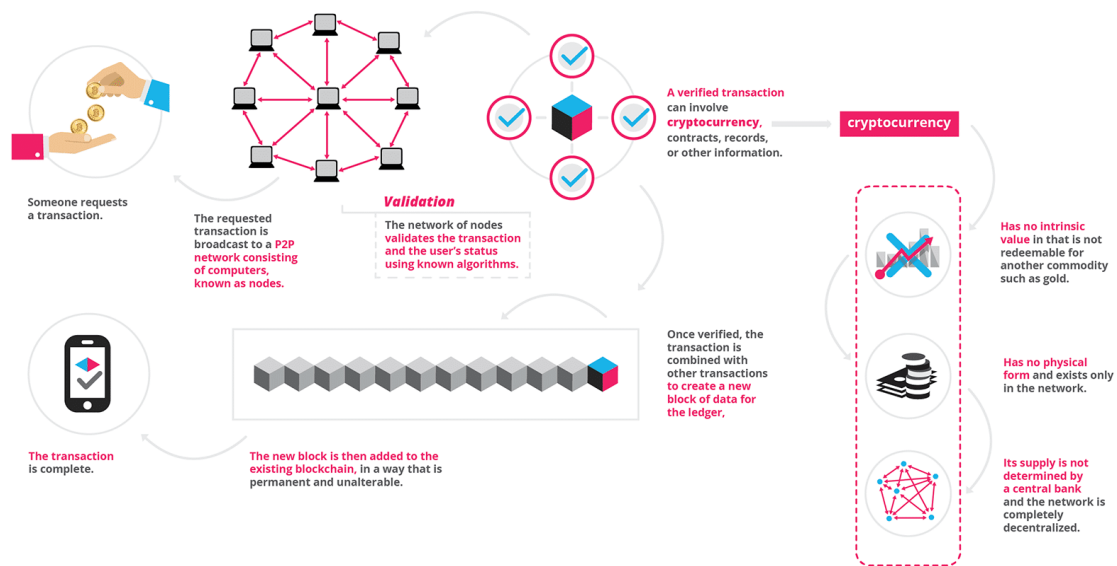 Someone requests
a transaction.
The requested
transaction is
broadcast to a P2P
network consisting
of computers,
known as nodes.
Validation
The network of nodes
validates the transaction
and the user's status
using known algorithms.
A verified transaction
can involve
cryptocurrency,
contracts, records,
or other information.
cryptocurrency
Has no intrinsic
value in that is not
redeemable for
another commodity
such as gold.
Has no physical
form and exists only
in the network.
Its supply is not
determined by
a central bank
and the network is
completely
decentralized.
Once verified, the
transaction is
combined with
other transactions
to create a new
block of data for
the ledger,
The new block is then added to the
existing blockchain, in a way that is
permanent and unalterable.
The transaction
is complete.